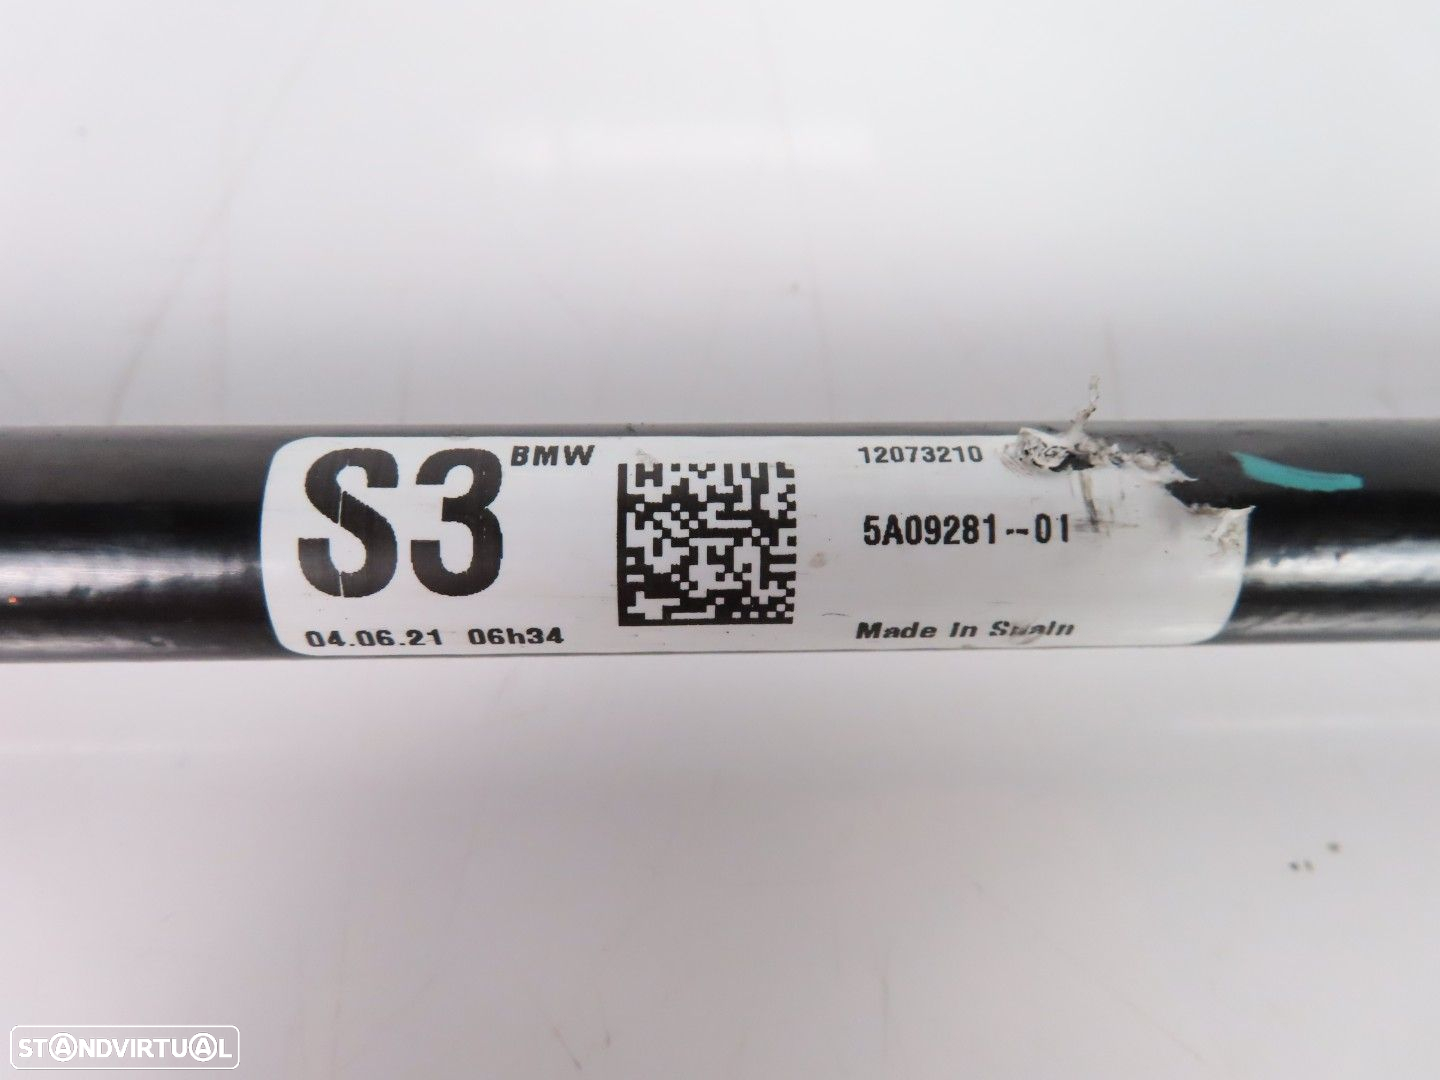 S3 BMW
12073210
5A09281--01
04.06.21 06h34
Made In Spain
STANDVIRTUAL